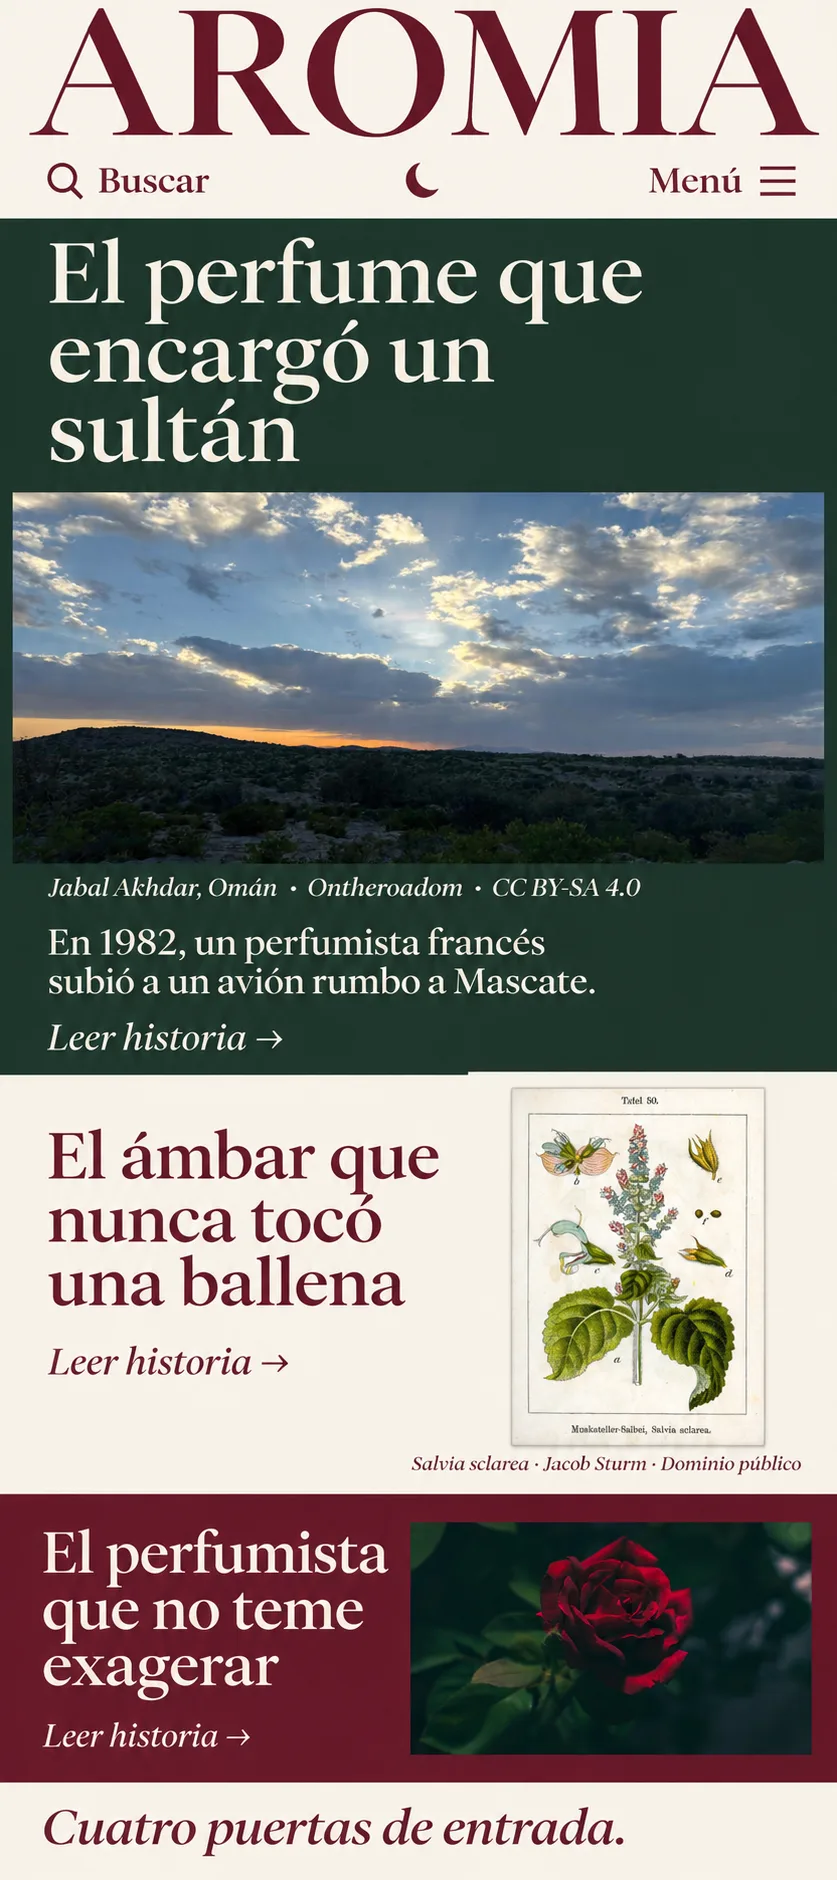 AROMIA
Buscar
Menú
El perfume que
encargó un
sultán
Jabal Akhdar, Omán • Ontheroadom • CC BY-SA 4.0
En 1982, un perfumista francés
subió a un avión rumbo a Mascate.
Leer historia →
El ámbar que
nunca tocó
una ballena
Leer historia →
Tafel 50.
b
e
f
c
d
a
Muskateller-Salbei, Salvia sclarea.
Salvia sclarea · Jacob Sturm · Dominio público
El perfumista
que no teme
exagerar
Leer historia →
Cuatro puertas de entrada.